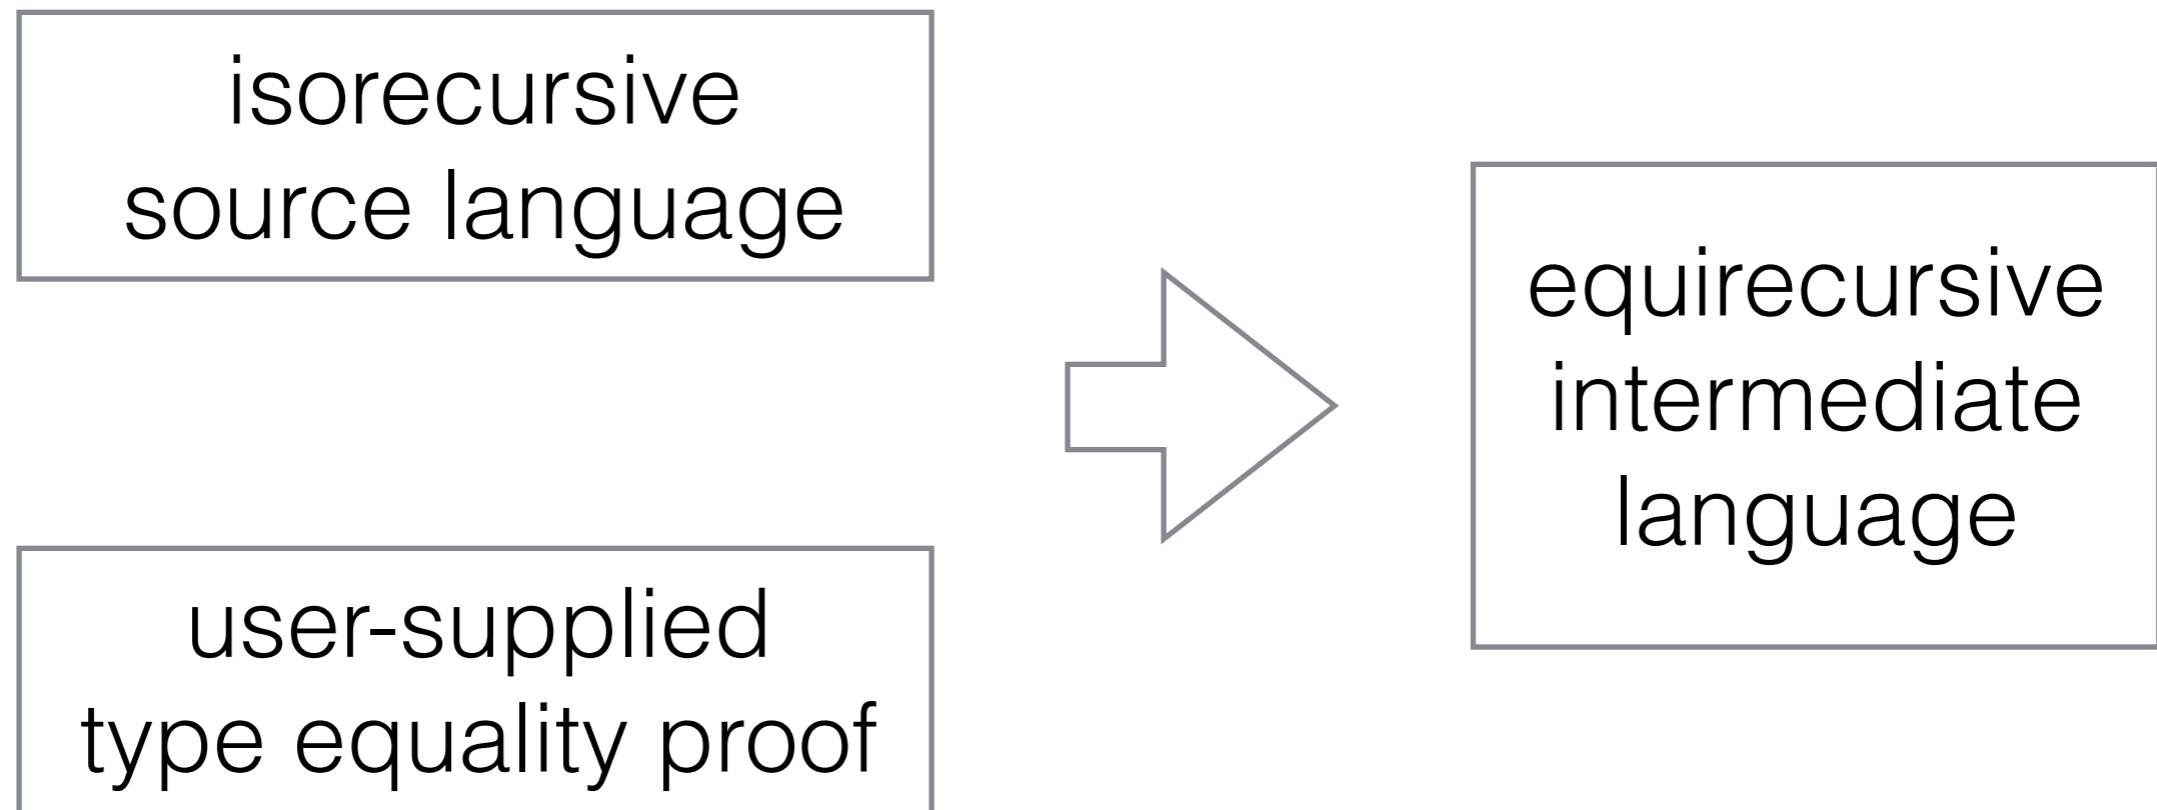 isorecursive
source language
user-supplied
type equality proof
equirecursive
intermediate
language